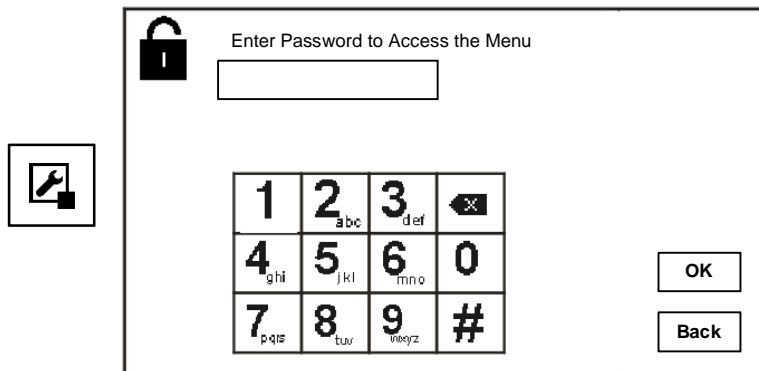 Enter Password to Access the Menu
1 2 abc 3 def
4 ghi 5 jkl 6 mno 0
OK
7 pqrs 8 tuv 9 wxyz #
Back